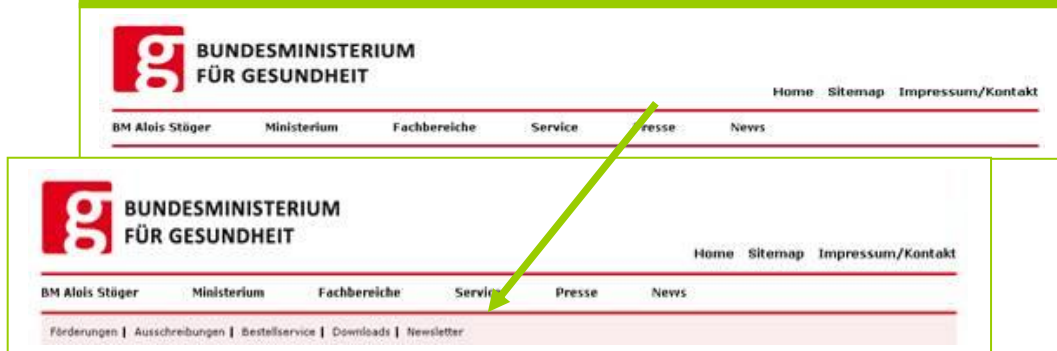 g BUNDESMINISTERIUM
FÜR GESUNDHEIT
Home Sitemap Impressum/Kontakt
BM Alois Stöger Ministerium Fachbereiche Service Presse News
g BUNDESMINISTERIUM
FÜR GESUNDHEIT
Home Sitemap Impressum/Kontakt
BM Alois Stöger Ministerium Fachbereiche Service Presse News
Förderungen | Ausschreibungen | Bestellservice | Downloads | Newsletter